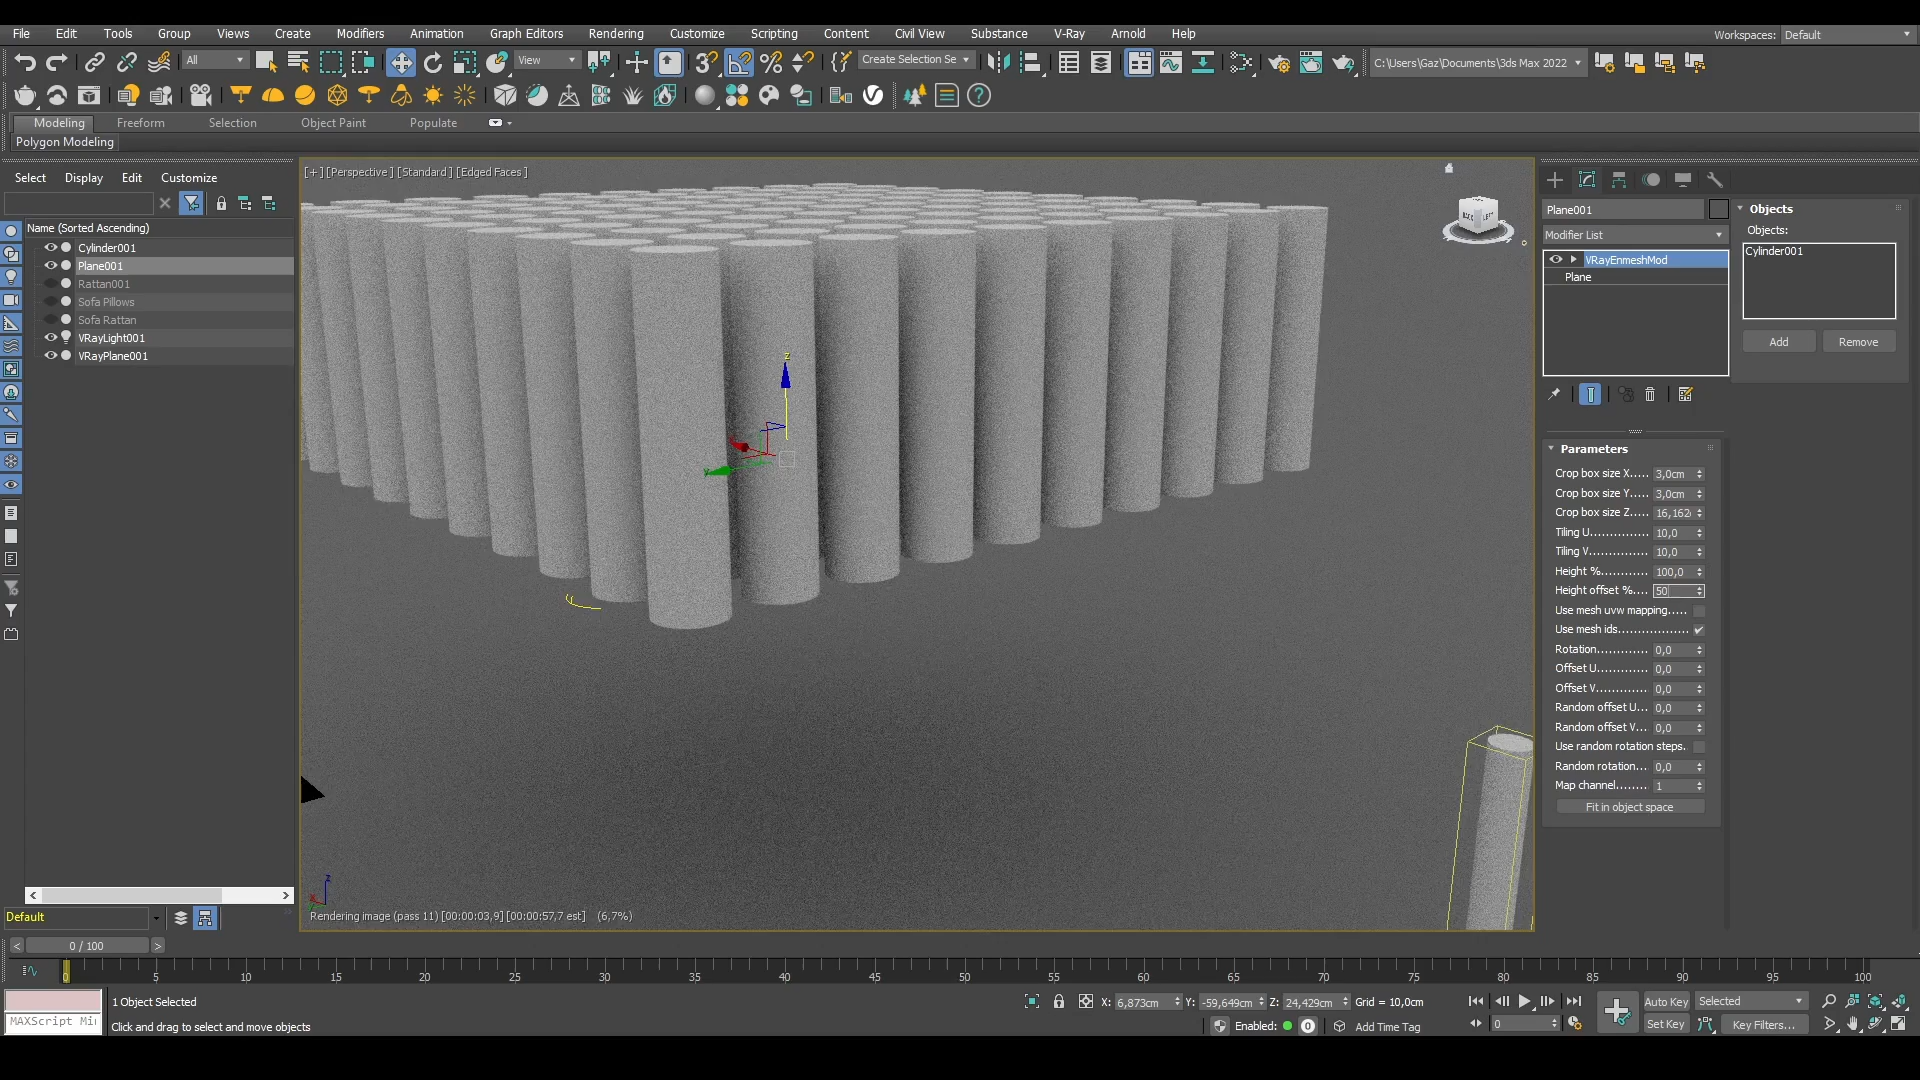 File Edit Tools Group Views Create Modifiers Animation Graph Editors Rendering Customize Scripting Content Civil View Substance V-Ray Arnold Help
Workspaces: Default
All View Create Selection Se C:\Users\Gaz\Documents\3ds Max 2022
Modeling Freeform Selection Object Paint Populate
Polygon Modeling
Select Display Edit Customize
Name (Sorted Ascending)
Cylinder001
Plane001
Rattan001
Sofa Pillows
Sofa Rattan
VRayLight001
VRayPlane001
[+] [Perspective] [Standard] [Edged Faces]
BACK LEFT
z
y
Rendering image (pass 11) [00:00:03,9] [00:00:57,7 est] (6,7%)
Plane001
Modifier List
VRayEnmeshMod
Plane
Objects
Objects:
Cylinder001
Add Remove
Parameters
Crop box size X..... 3,0cm
Crop box size Y..... 3,0cm
Crop box size Z..... 16,162
Tiling U............... 10,0
Tiling V............... 10,0
Height %............ 100,0
Height offset %.... 50
Use mesh uvw mapping.....
Use mesh ids.................
Rotation............. 0,0
Offset U............. 0,0
Offset V............. 0,0
Random offset U... 0,0
Random offset V... 0,0
Use random rotation steps.
Random rotation... 0,0
Map channel........ 1
Fit in object space
Default
0 / 100
0 5 10 15 20 25 30 35 40 45 50 55 60 65 70 75 80 85 90 95 100
MAXScript Mi
1 Object Selected
Click and drag to select and move objects
X: 6,873cm Y: -59,649cm Z: 24,429cm Grid = 10,0cm
Enabled: 0 Add Time Tag
0
Auto Key Selected
Set Key Key Filters...